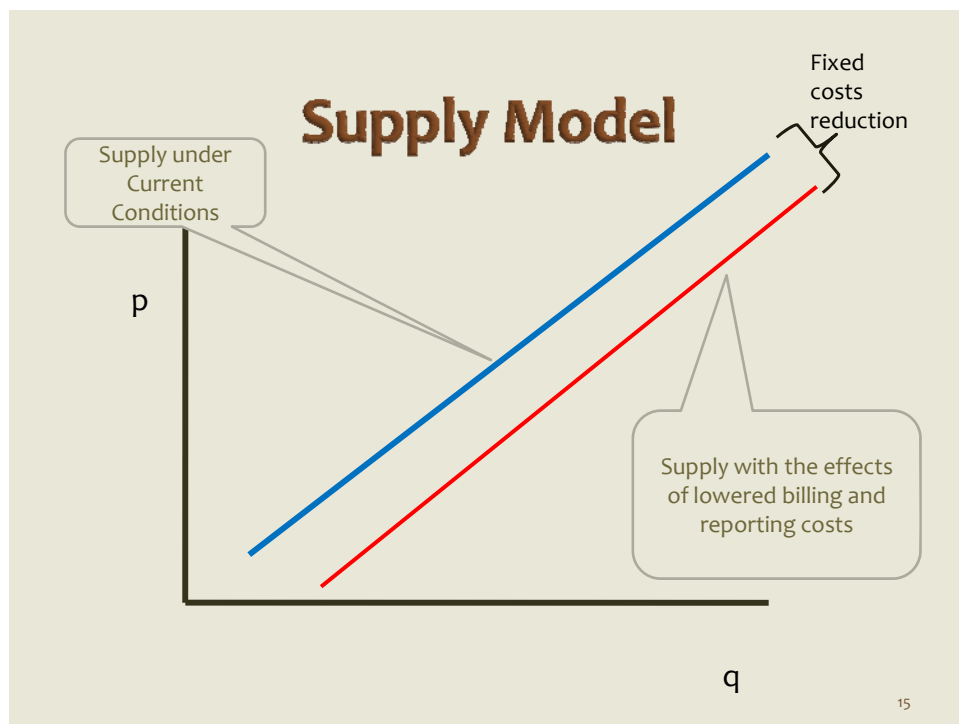 Supply Model
Fixed
costs
reduction
Supply under
Current
Conditions
p
Supply with the effects
of lowered billing and
reporting costs
q
15